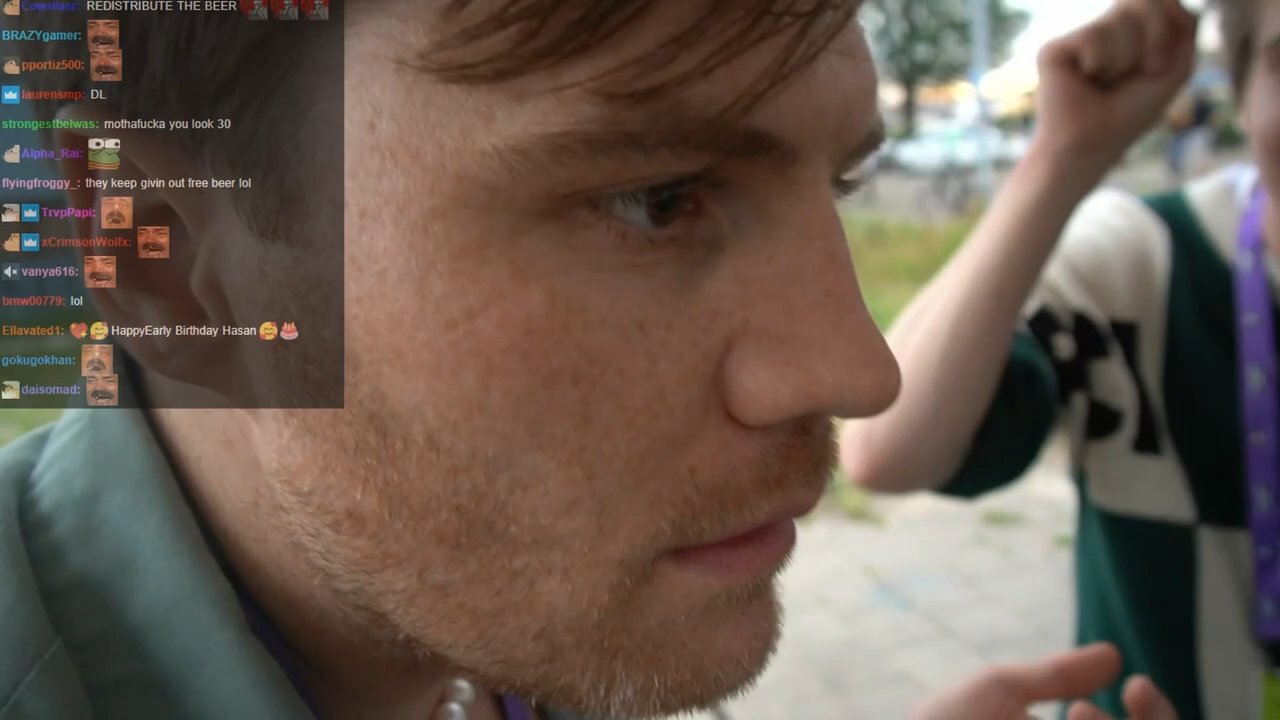 Cowzilasr: REDISTRIBUTE THE BEER
BRAZYgamer:
pportiz500:
laurensmp: DL
strongestbelwas: mothafucka you look 30
Alpha_Rai:
flyingfroggy_: they keep givin out free beer lol
TrvpPapi:
xCrimsonWolfx:
vanya616:
bmw00779: lol
Ellavated1: HappyEarly Birthday Hasan
gokugokhan:
daisomad: